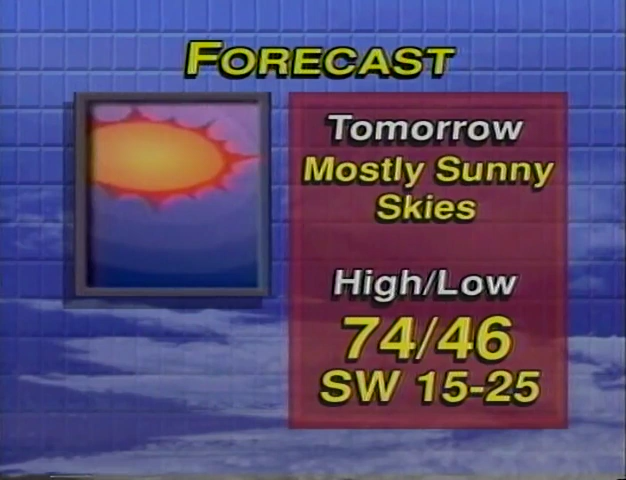 FORECAST
Tomorrow
Mostly Sunny
Skies
High/Low
74/46
SW 15-25